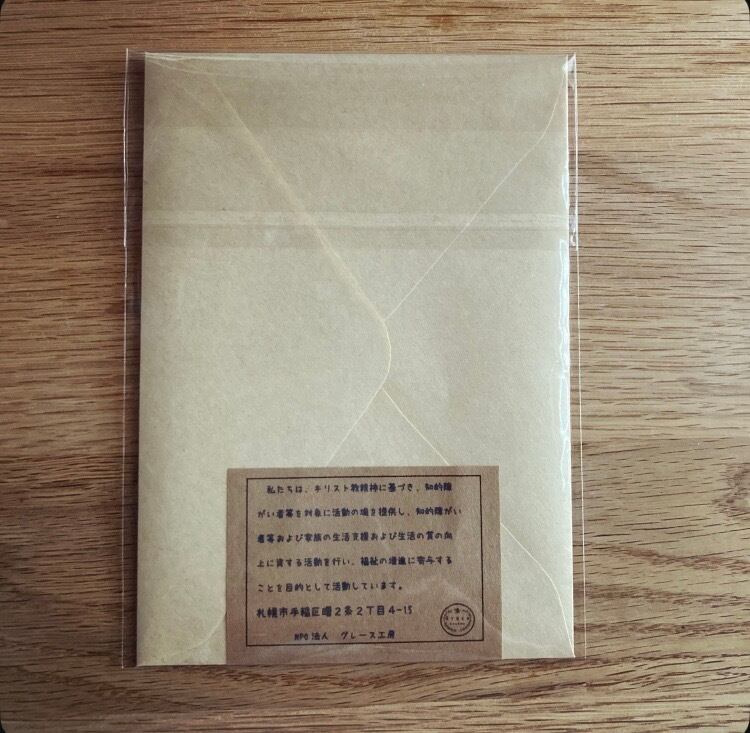 私たちは、キリスト教精神に基づき、知的障
がい者等を対象に活動の場を提供し、知的障がい
者等および家族の生活支援および生活の質の向
上に資する活動を行い、福祉の増進に寄与する
ことを目的として活動しています。
札幌市手稲区曙2条2丁目4-15
NPO法人 グレース工房